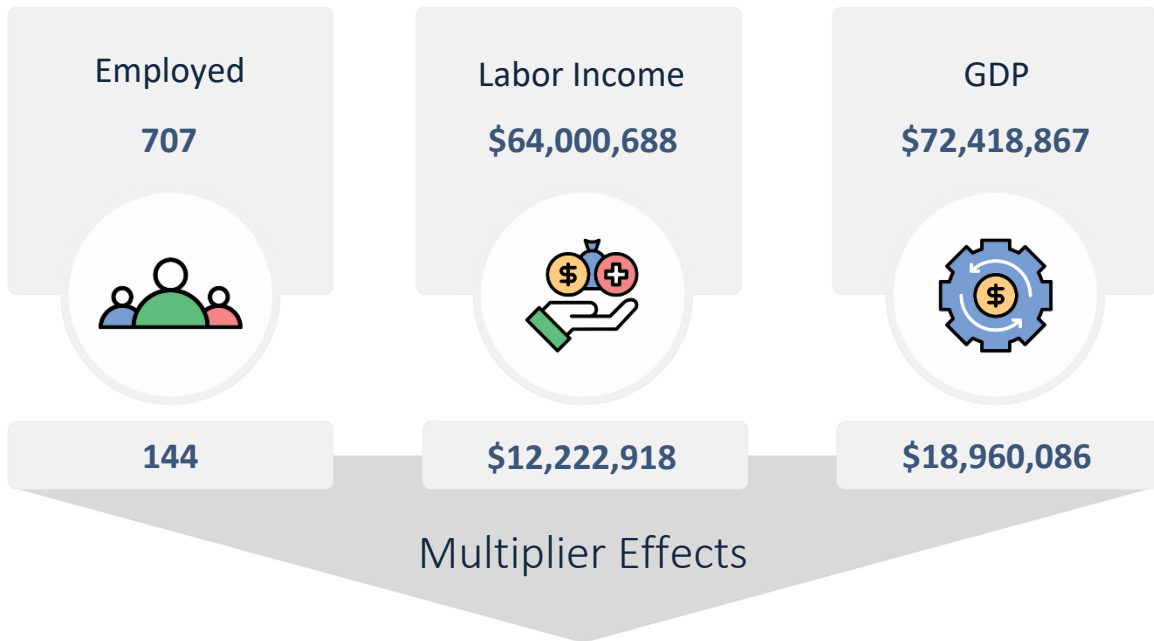 Employed
707
Labor Income
$64,000,688
GDP
$72,418,867
144
$12,222,918
$18,960,086
Multiplier Effects